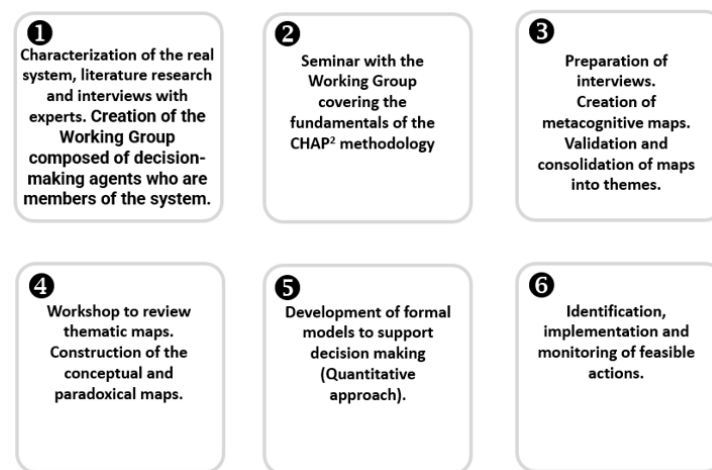 ❶
Characterization of the real
system, literature research
and interviews with
experts. Creation of the
Working Group
composed of decision-
making agents who are
members of the system.
❷
Seminar with the
Working Group
covering the
fundamentals of the
CHAP² methodology
❸
Preparation of
interviews.
Creation of
metacognitive maps.
Validation and
consolidation of maps
into themes.
❹
Workshop to review
thematic maps.
Construction of the
conceptual and
paradoxical maps.
❺
Development of formal
models to support
decision making
(Quantitative
approach).
❻
Identification,
implementation and
monitoring of feasible
actions.